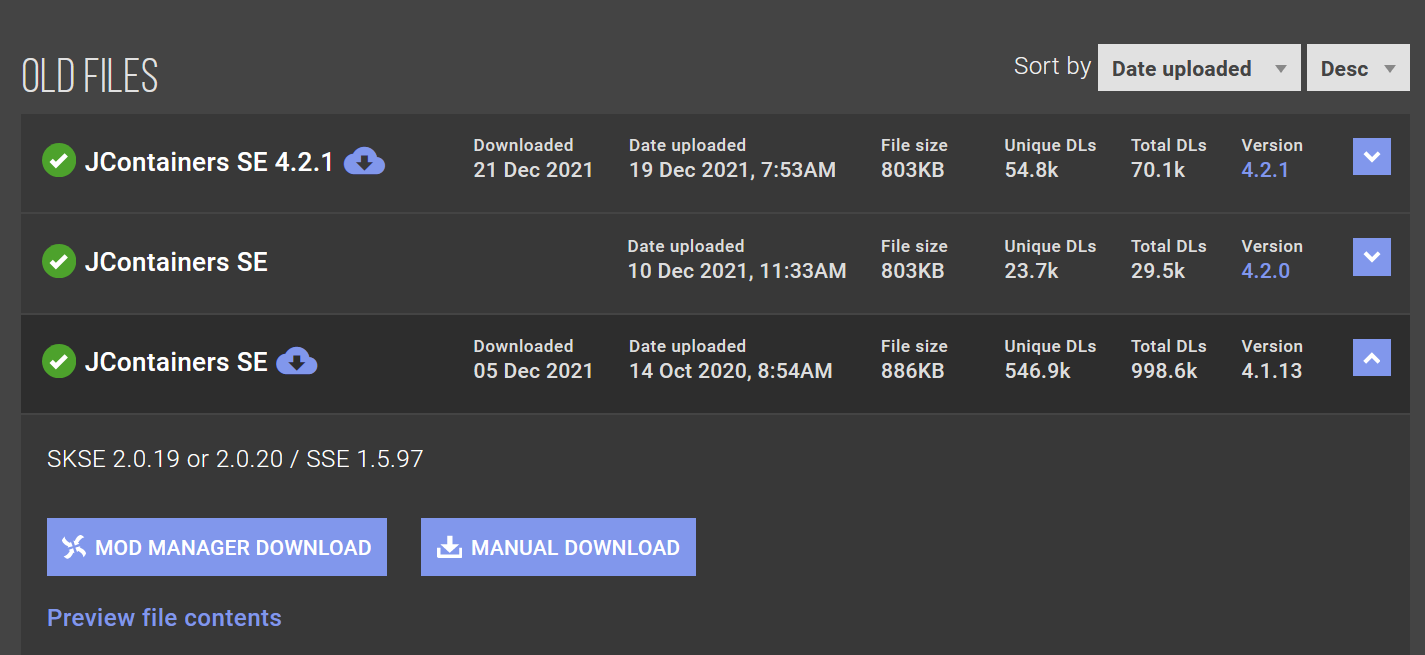 OLD FILES
Sort by Date uploaded Desc
JContainers SE 4.2.1
Downloaded
21 Dec 2021
Date uploaded
19 Dec 2021, 7:53AM
File size
803KB
Unique DLs
54.8k
Total DLs
70.1k
Version
4.2.1
JContainers SE
Date uploaded
10 Dec 2021, 11:33AM
File size
803KB
Unique DLs
23.7k
Total DLs
29.5k
Version
4.2.0
JContainers SE
Downloaded
05 Dec 2021
Date uploaded
14 Oct 2020, 8:54AM
File size
886KB
Unique DLs
546.9k
Total DLs
998.6k
Version
4.1.13
SKSE 2.0.19 or 2.0.20 / SSE 1.5.97
MOD MANAGER DOWNLOAD
MANUAL DOWNLOAD
Preview file contents